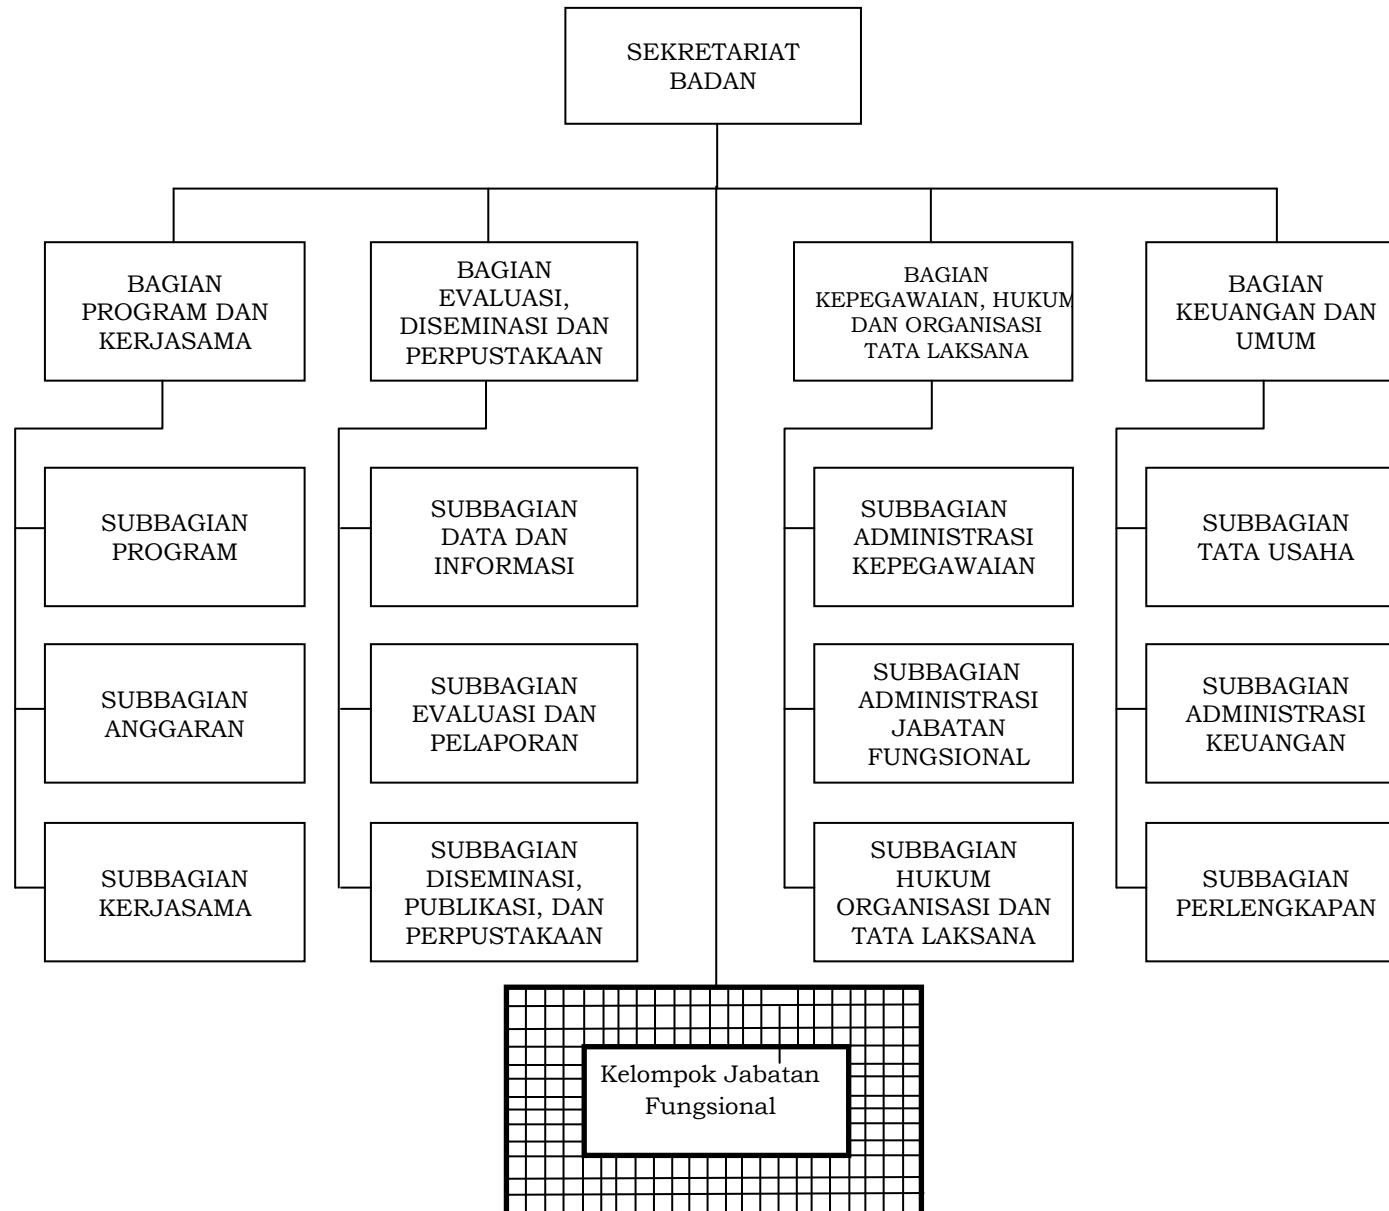 SEKRETARIAT
BADAN
BAGIAN
PROGRAM DAN
KERJASAMA
BAGIAN
EVALUASI,
DISEMINASI DAN
PERPUSTAKAAN
BAGIAN
KEPEGAWAIAN, HUKUM
DAN ORGANISASI
TATA LAKSANA
BAGIAN
KEUANGAN DAN
UMUM
SUBBAGIAN
PROGRAM
SUBBAGIAN
DATA DAN
INFORMASI
SUBBAGIAN
ADMINISTRASI
KEPEGAWAIAN
SUBBAGIAN
TATA USAHA
SUBBAGIAN
ANGGARAN
SUBBAGIAN
EVALUASI DAN
PELAPORAN
SUBBAGIAN
ADMINISTRASI
JABATAN
FUNGSIONAL
SUBBAGIAN
ADMINISTRASI
KEUANGAN
SUBBAGIAN
KERJASAMA
SUBBAGIAN
DISEMINASI,
PUBLIKASI, DAN
PERPUSTAKAAN
SUBBAGIAN
HUKUM
ORGANISASI DAN
TATA LAKSANA
SUBBAGIAN
PERLENGKAPAN
Kelompok Jabatan
Fungsional